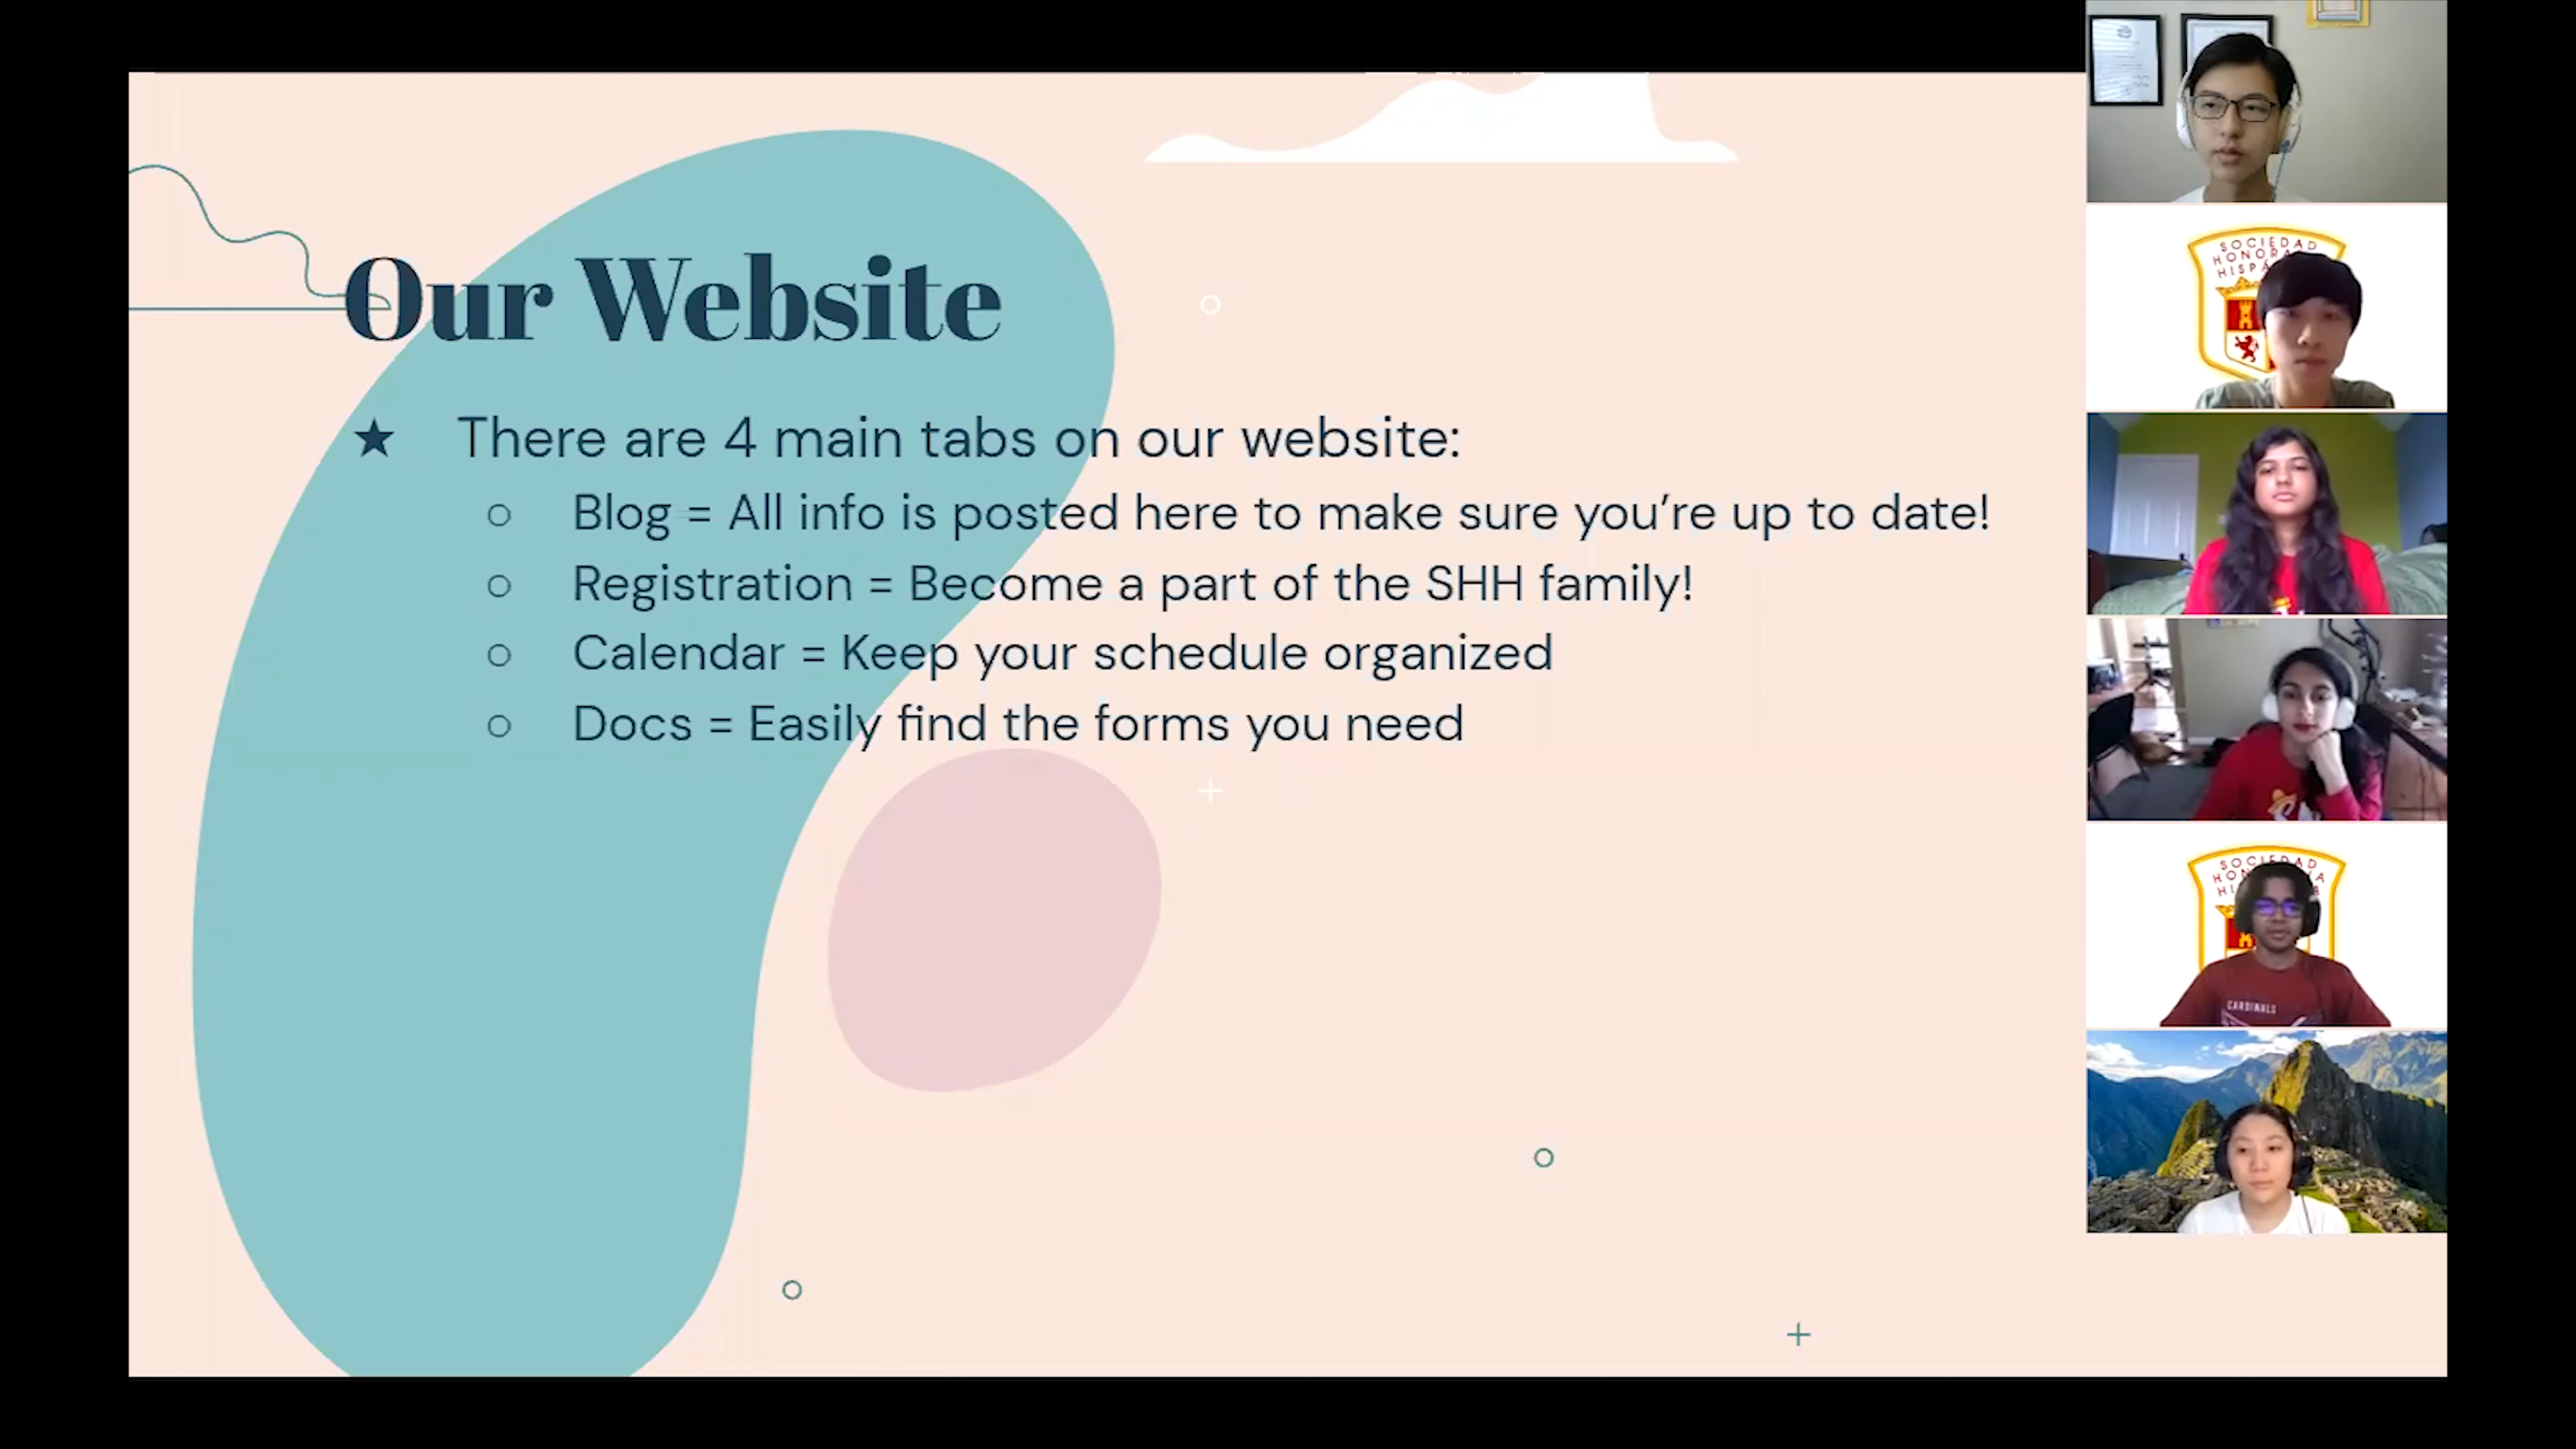 Our Website
★ There are 4 main tabs on our website:
○ Blog = All info is posted here to make sure you’re up to date!
○ Registration = Become a part of the SHH family!
○ Calendar = Keep your schedule organized
○ Docs = Easily find the forms you need
SOCIEDAD
SOCIEDAD
CARDINALS